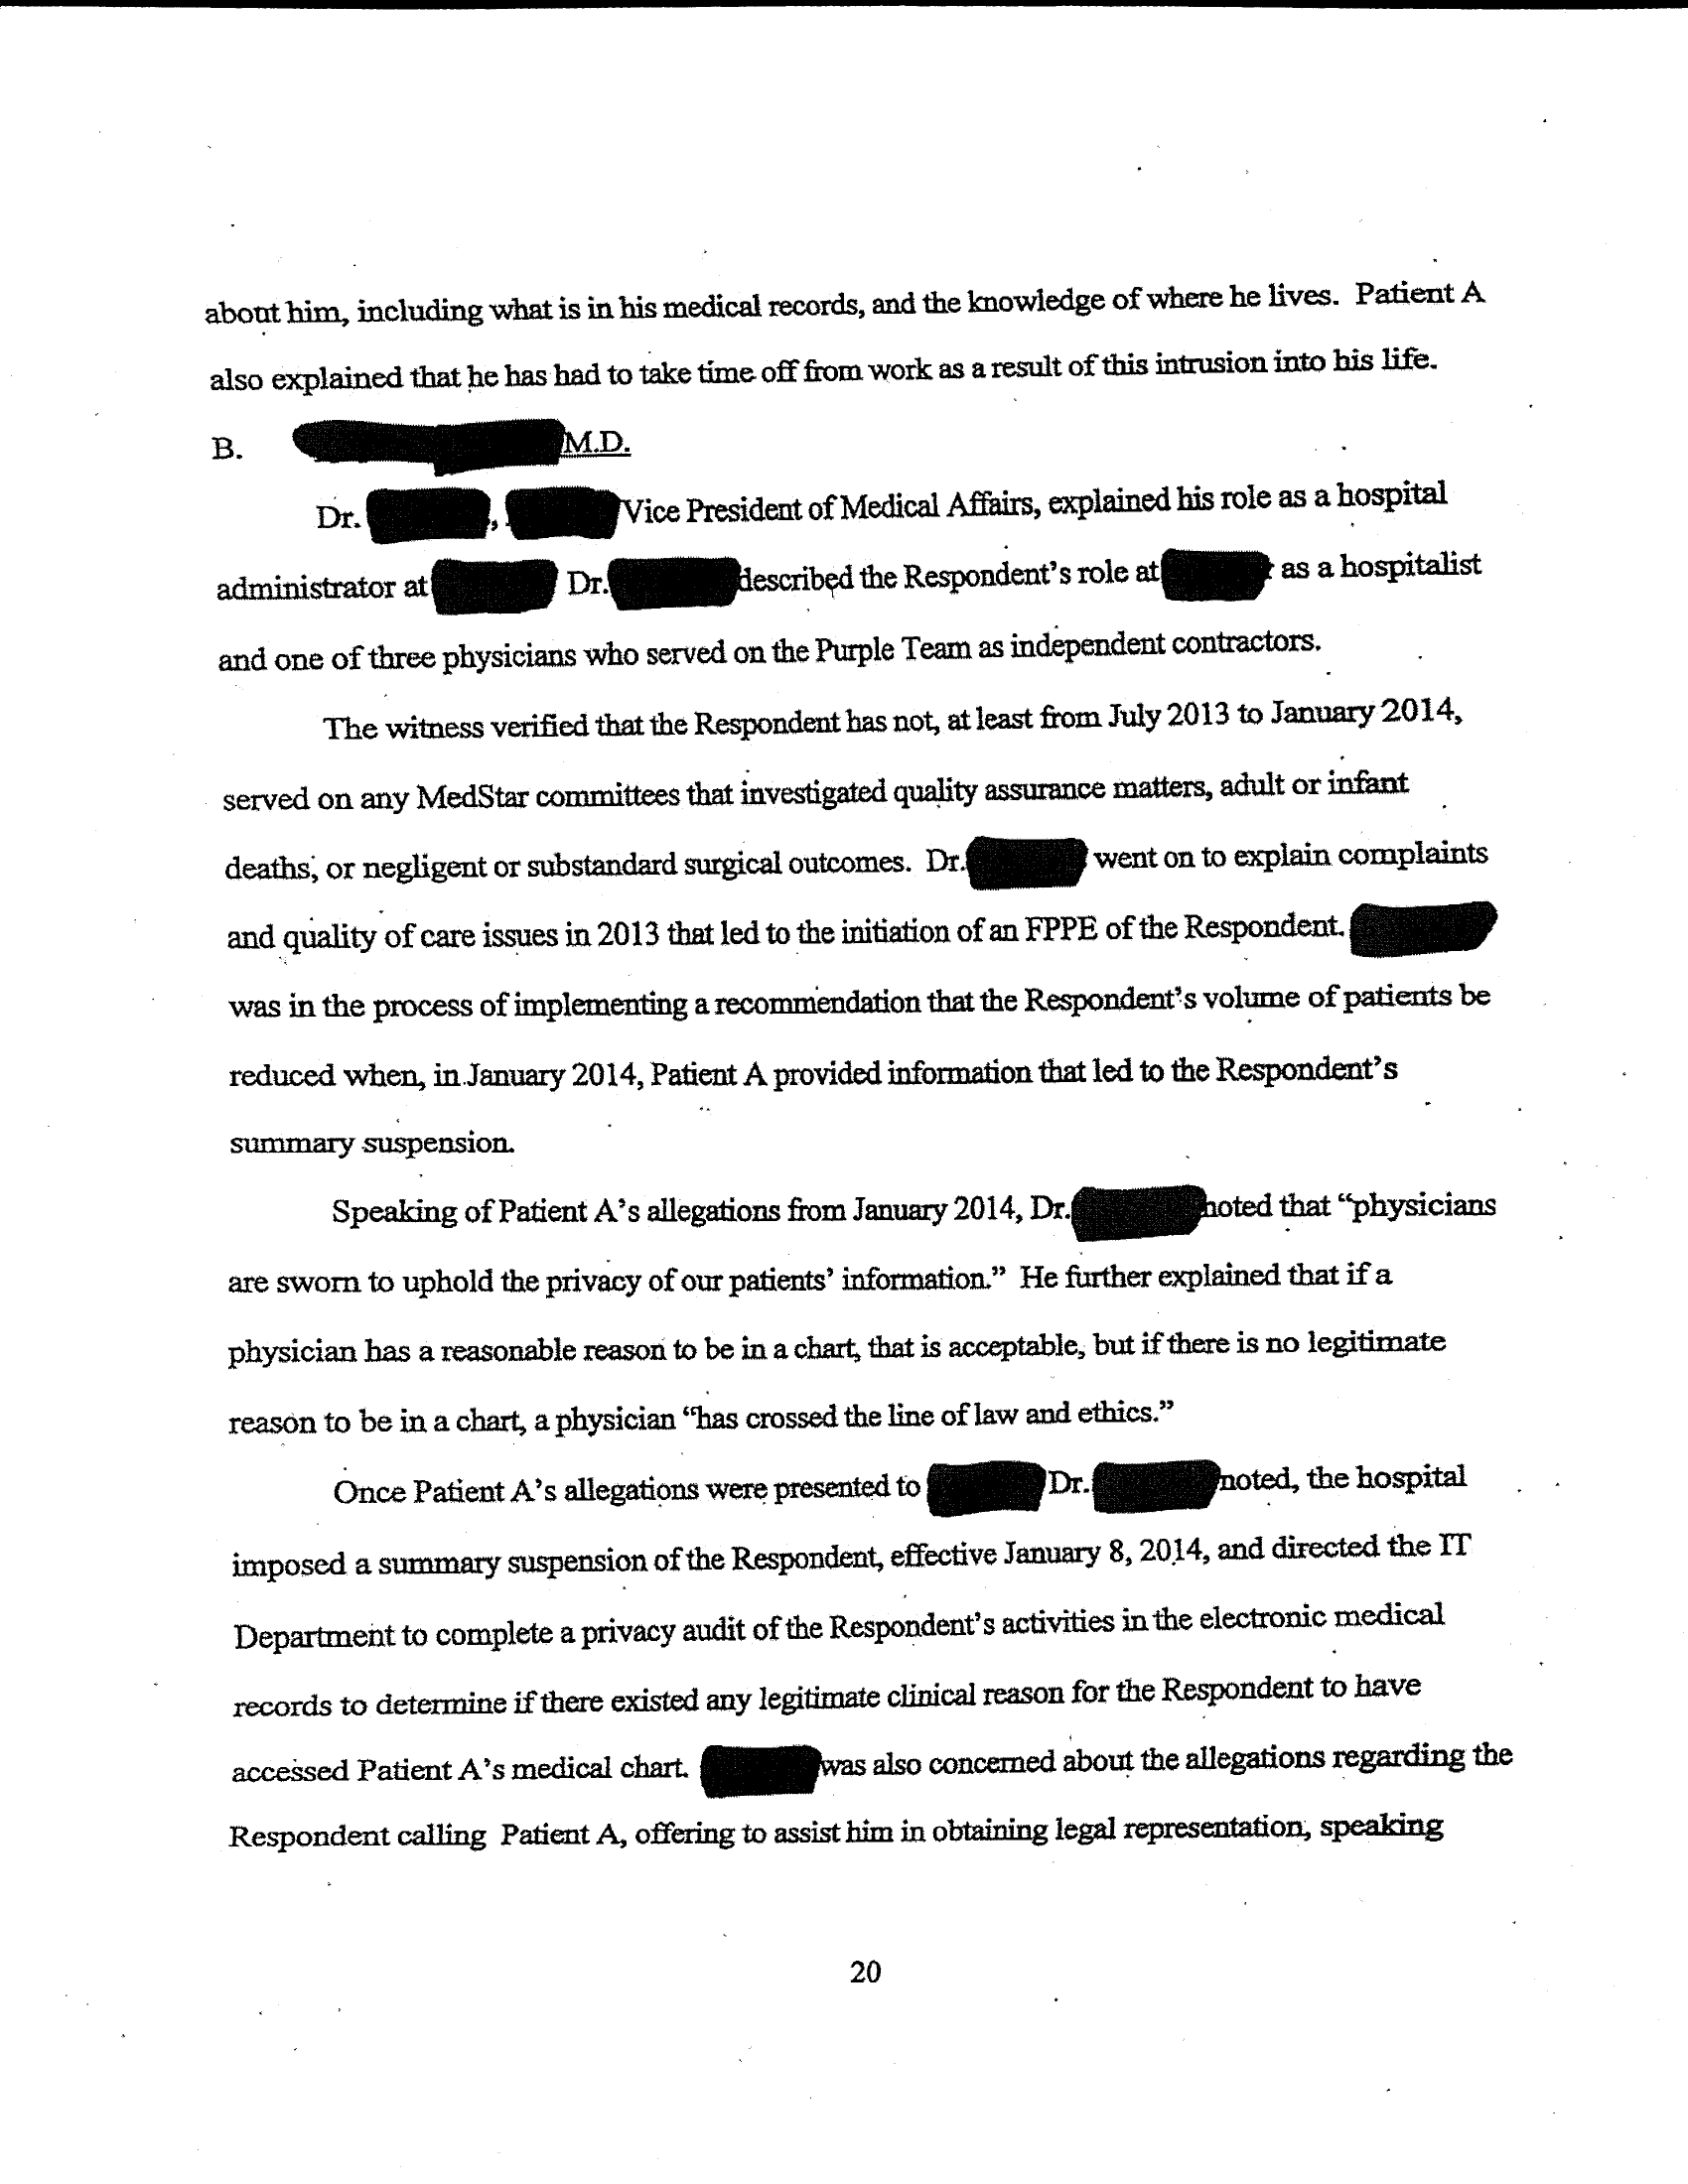 about him, including what is in his medical records, and the knowledge of where he lives. Patient A
also explained that he has had to take time off from work as a result of this intrusion into his life.
B. M.D.
Dr. , Vice President of Medical Affairs, explained his role as a hospital
administrator at Dr. described the Respondent's role at as a hospitalist
and one of three physicians who served on the Purple Team as independent contractors.
The witness verified that the Respondent has not, at least from July 2013 to January 2014,
served on any MedStar committees that investigated quality assurance matters, adult or infant
deaths, or negligent or substandard surgical outcomes. Dr. went on to explain complaints
and quality of care issues in 2013 that led to the initiation of an FPPE of the Respondent.
was in the process of implementing a recommendation that the Respondent's volume of patients be
reduced when, in January 2014, Patient A provided information that led to the Respondent's
summary suspension.
Speaking of Patient A's allegations from January 2014, Dr. noted that “physicians
are sworn to uphold the privacy of our patients' information.” He further explained that if a
physician has a reasonable reason to be in a chart, that is acceptable, but if there is no legitimate
reason to be in a chart, a physician “has crossed the line of law and ethics.”
Once Patient A's allegations were presented to Dr. noted, the hospital
imposed a summary suspension of the Respondent, effective January 8, 2014, and directed the IT
Department to complete a privacy audit of the Respondent's activities in the electronic medical
records to determine if there existed any legitimate clinical reason for the Respondent to have
accessed Patient A's medical chart. was also concerned about the allegations regarding the
Respondent calling Patient A, offering to assist him in obtaining legal representation, speaking
20